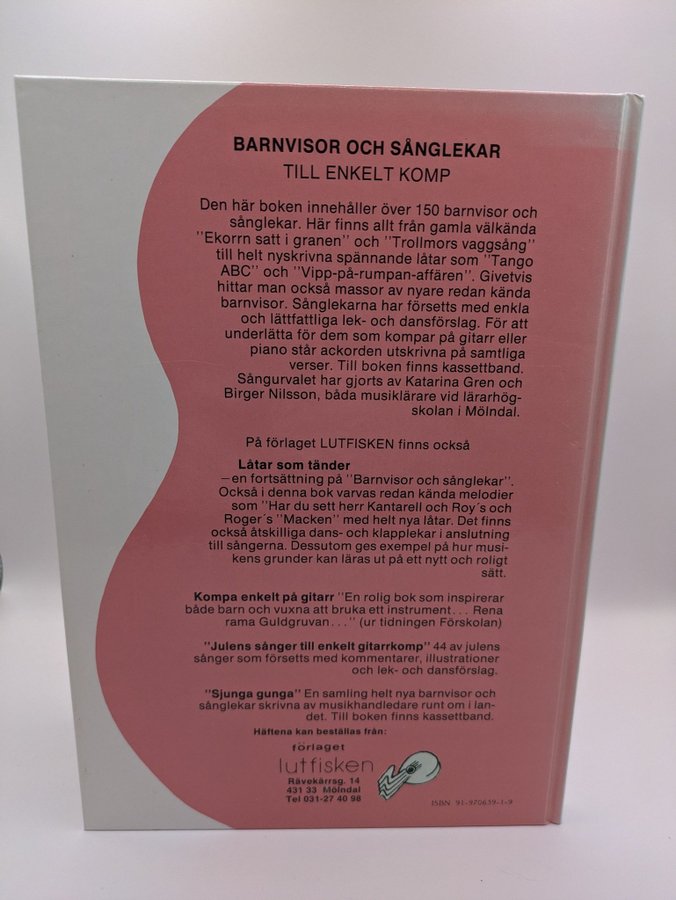 BARNVISOR OCH SÅNGLEKAR
TILL ENKELT KOMP
Den här boken innehåller över 150 barnvisor och
sånglekar. Här finns allt från gamla välkända
"Ekorrn satt i granen" och "Trollmors vaggsång"
till helt nyskrivna spännande låtar som "Tango
ABC" och "Vipp-på-rumpan-affären". Givetvis
hittar man också massor av nyare redan kända
barnvisor. Sånglekarna har försetts med enkla
och lättfattliga lek- och dansförslag. För att
underlätta för dem som kompar på gitarr eller
piano står ackorden utskrivna på samtliga
verser. Till boken finns kassettband.
Sångurvalet har gjorts av Katarina Gren och
Birger Nilsson, båda musiklärare vid lärarhög-
skolan i Mölndal.
På förlaget LUTFISKEN finns också
Låtar som tänder
—en fortsättning på "Barnvisor och sånglekar".
Också i denna bok varvas redan kända melodier
som "Har du sett herr Kantarell och Roy´s och
Roger´s "Macken" med helt nya låtar. Det finns
också åtskilliga dans- och klapplekar i anslutning
till sångerna. Dessutom ges exempel på hur musi-
kens grunder kan läras ut på ett nytt och roligt
sätt.
Kompa enkelt på gitarr "En rolig bok som inspirerar
både barn och vuxna att bruka ett instrument... Rena
rama Guldgruvan..." (ur tidningen Förskolan)
"Julens sånger till enkelt gitarrkomp" 44 av julens
sånger som försetts med kommentarer, illustrationer
och lek- och dansförslag.
"Sjunga gunga" En samling helt nya barnvisor och
sånglekar skrivna av musikhandledare runt om i lan-
det. Till boken finns kassettband.
Häftena kan beställas från:
förlaget
lutfisken
Rävekärrsg. 14
431 33 Mölndal
Tel 031-27 40 98
ISBN 91-970639-1-9